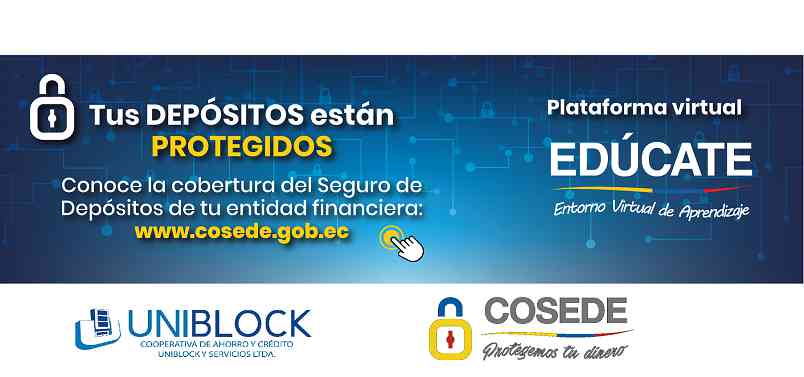 Tus DEPÓSITOS están
PROTEGIDOS
Conoce la cobertura del Seguro de
Depósitos de tu entidad financiera:
www.cosede.gob.ec
Plataforma virtual
EDÚCATE
Entorno Virtual de Aprendizaje
UNIBLOCK
COOPERATIVA DE AHORRO Y CRÉDITO
UNIBLOCK Y SERVICIOS LTDA.
COSEDE
Protegemos tu dinero